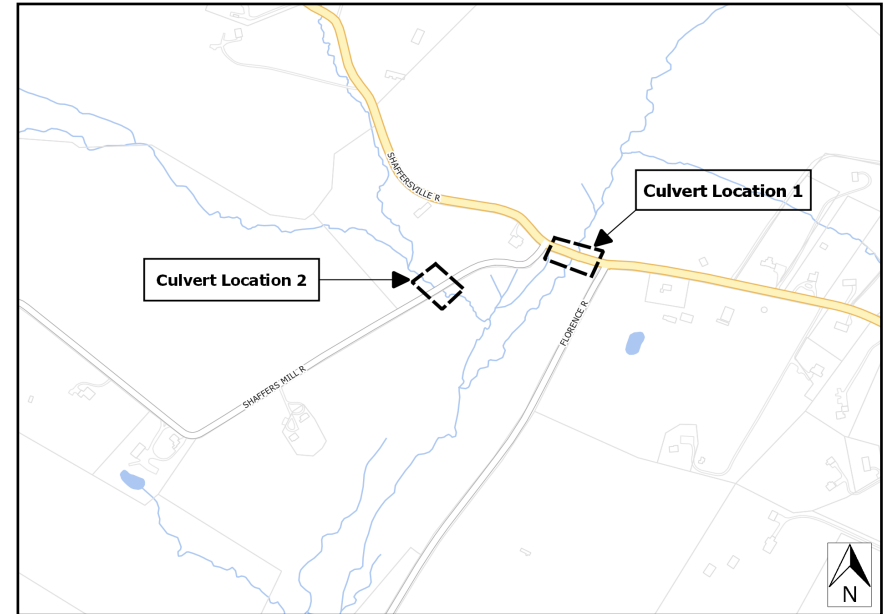 SHAFFERSVILLE R
Culvert Location 1
Culvert Location 2
FLORENCE R
SHAFFERS MILL R
N